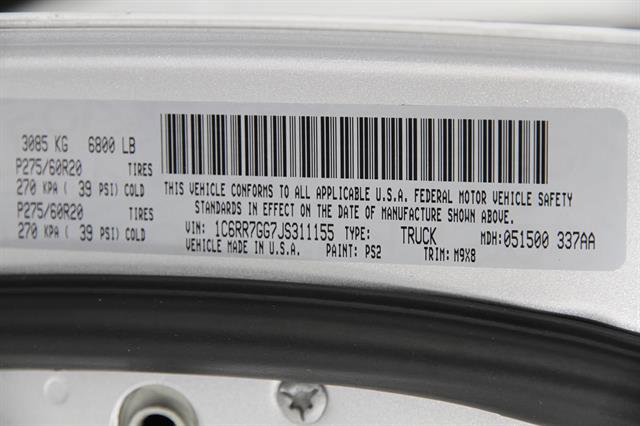 3085 KG 6800 LB
P275/60R20 TIRES
270 KPA ( 39 PSI) COLD
P275/60R20 TIRES
270 KPA ( 39 PSI) COLD
THIS VEHICLE CONFORMS TO ALL APPLICABLE U.S.A. FEDERAL MOTOR VEHICLE SAFETY
STANDARDS IN EFFECT ON THE DATE OF MANUFACTURE SHOWN ABOVE.
VIN: 1C6RR7GG7JS311155 TYPE: TRUCK MDH:051500 337AA
VEHICLE MADE IN U.S.A. PAINT: PS2 TRIM: M9X8